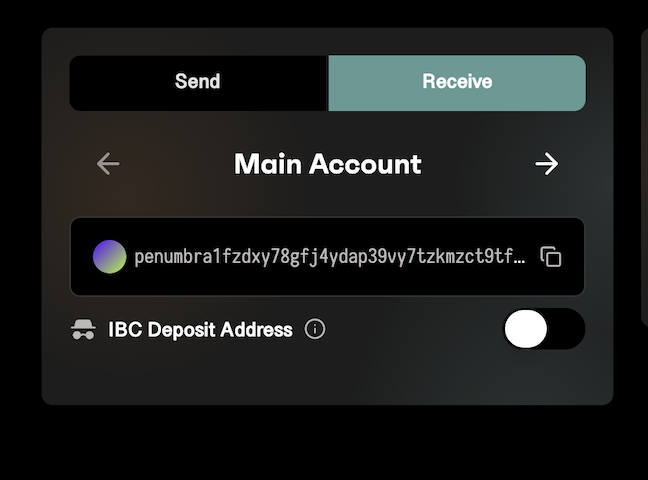 Send
Receive
Main Account
penumbra1fzdxy78gfj4ydap39vy7tzkmzct9tf…
IBC Deposit Address